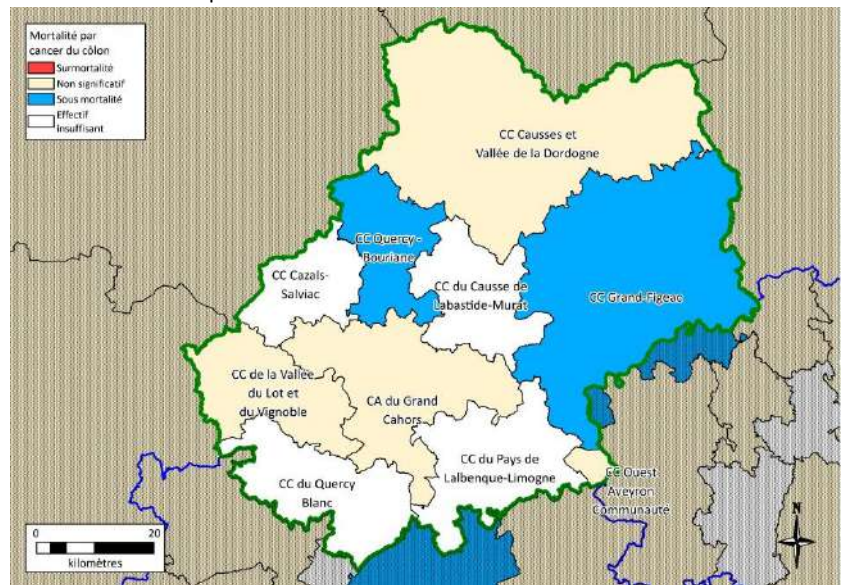 Mortalité par
cancer du côlon
Surmortalité
Non significatif
Sous mortalité
Effectif
insuffisant
CC Causses et
Vallée de la Dordogne
CC Quercy -
Bouriane
CC Cazals-
Salviac
CC du Causse de
Labastide-Murat
CC Grand-Figeac
CC de la Vallée
du Lot et
du Vignoble
CA du Grand
Cahors
CC du Pays de
Lalbenque-Limogne
CC du Quercy
Blanc
CC Ouest
Aveyron
Communauté
0 20
kilomètres
N